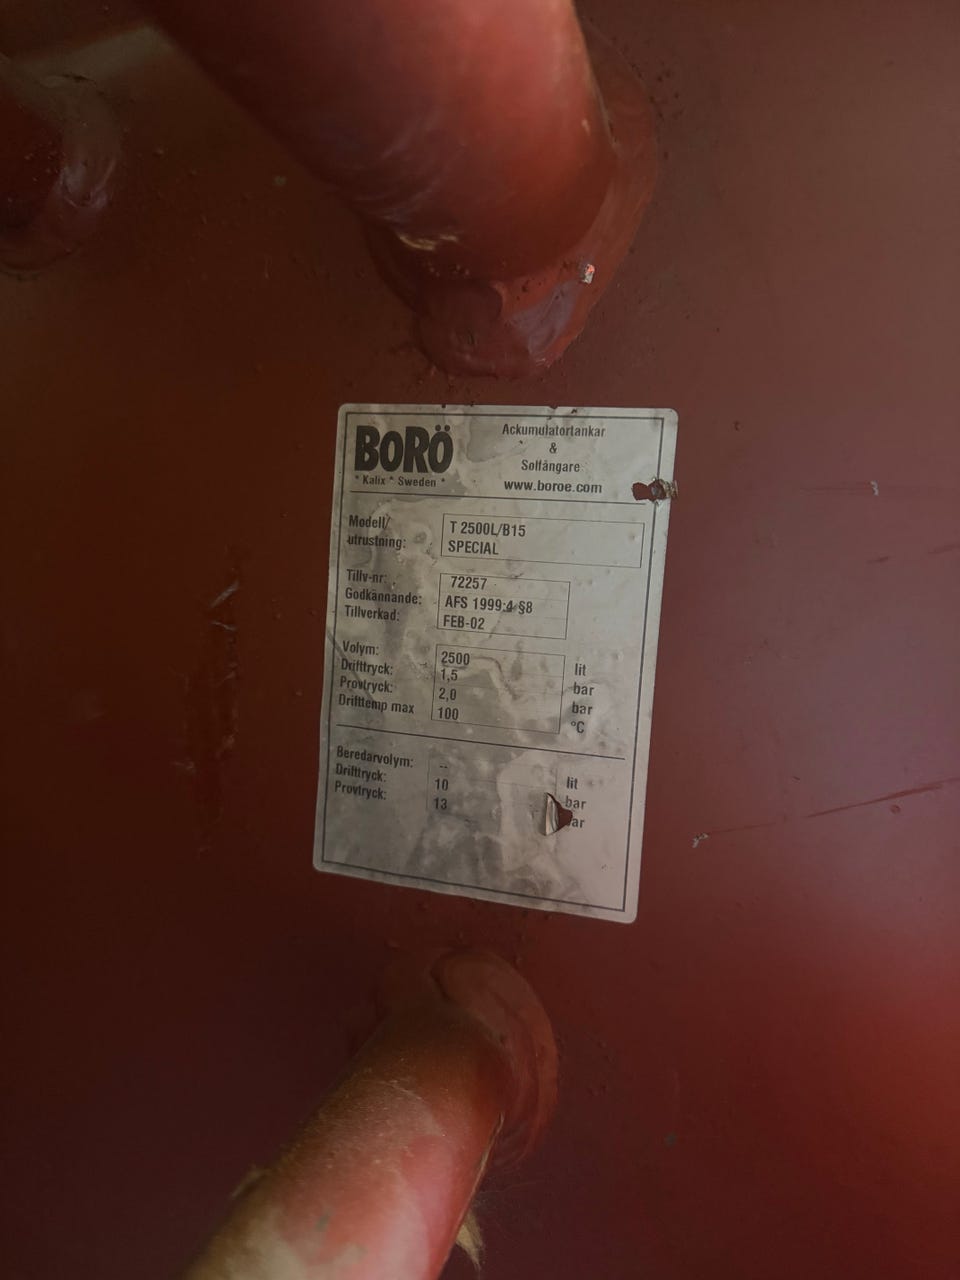 BORÖ
* Kalix * Sweden *
Ackumulatortankar
&
Solfångare
www.boroe.com
Modell/
utrustning:
T 2500L/B15
SPECIAL
Tillv-nr: 72257
Godkännande: AFS 1999:4 §8
Tillverkad: FEB-02
Volym: 2500 lit
Drifttryck: 1,5 bar
Provtryck: 2,0 bar
Drifttemp max 100 °C
Beredarvolym: -- lit
Drifttryck: 10 bar
Provtryck: 13 ar